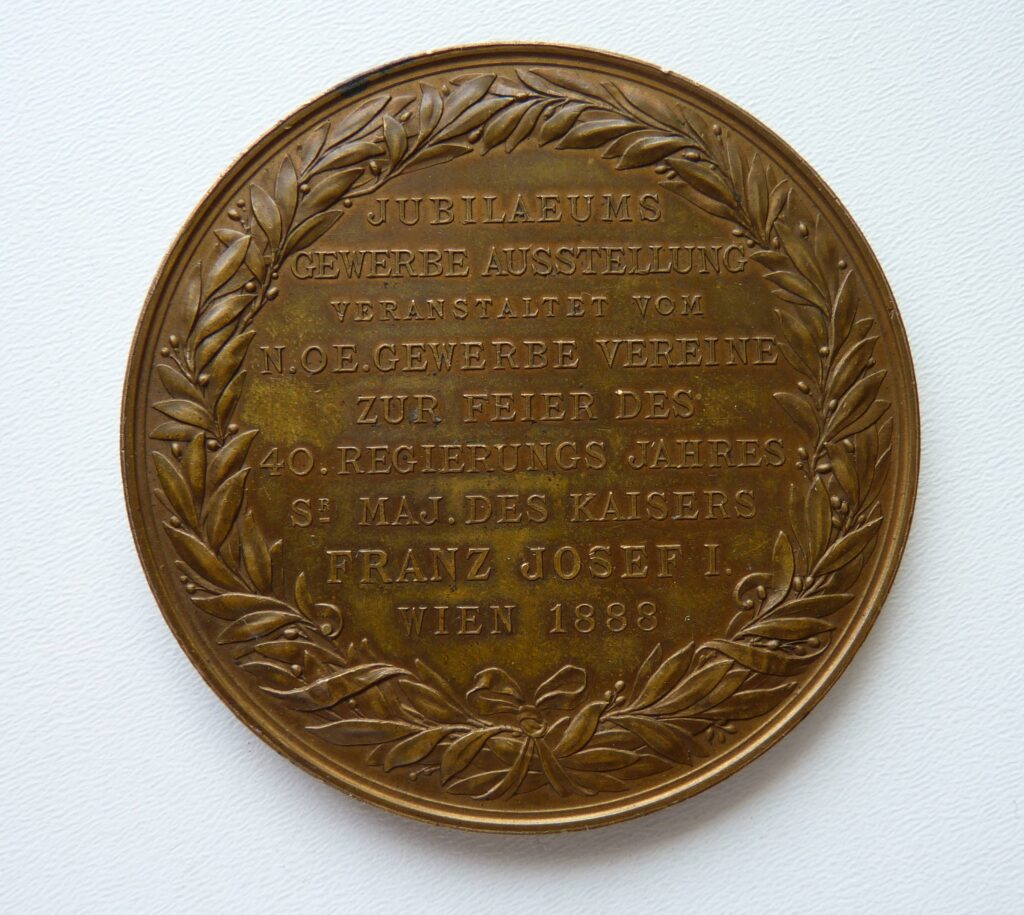 JUBILAEUMS
GEWERBE AUSSTELLUNG
VERANSTALTET VOM
N.OE.GEWERBE VEREINE
ZUR FEIER DES
40. REGIERUNGS JAHRES
SR MAJ. DES KAISERS
FRANZ JOSEF I.
WIEN 1888